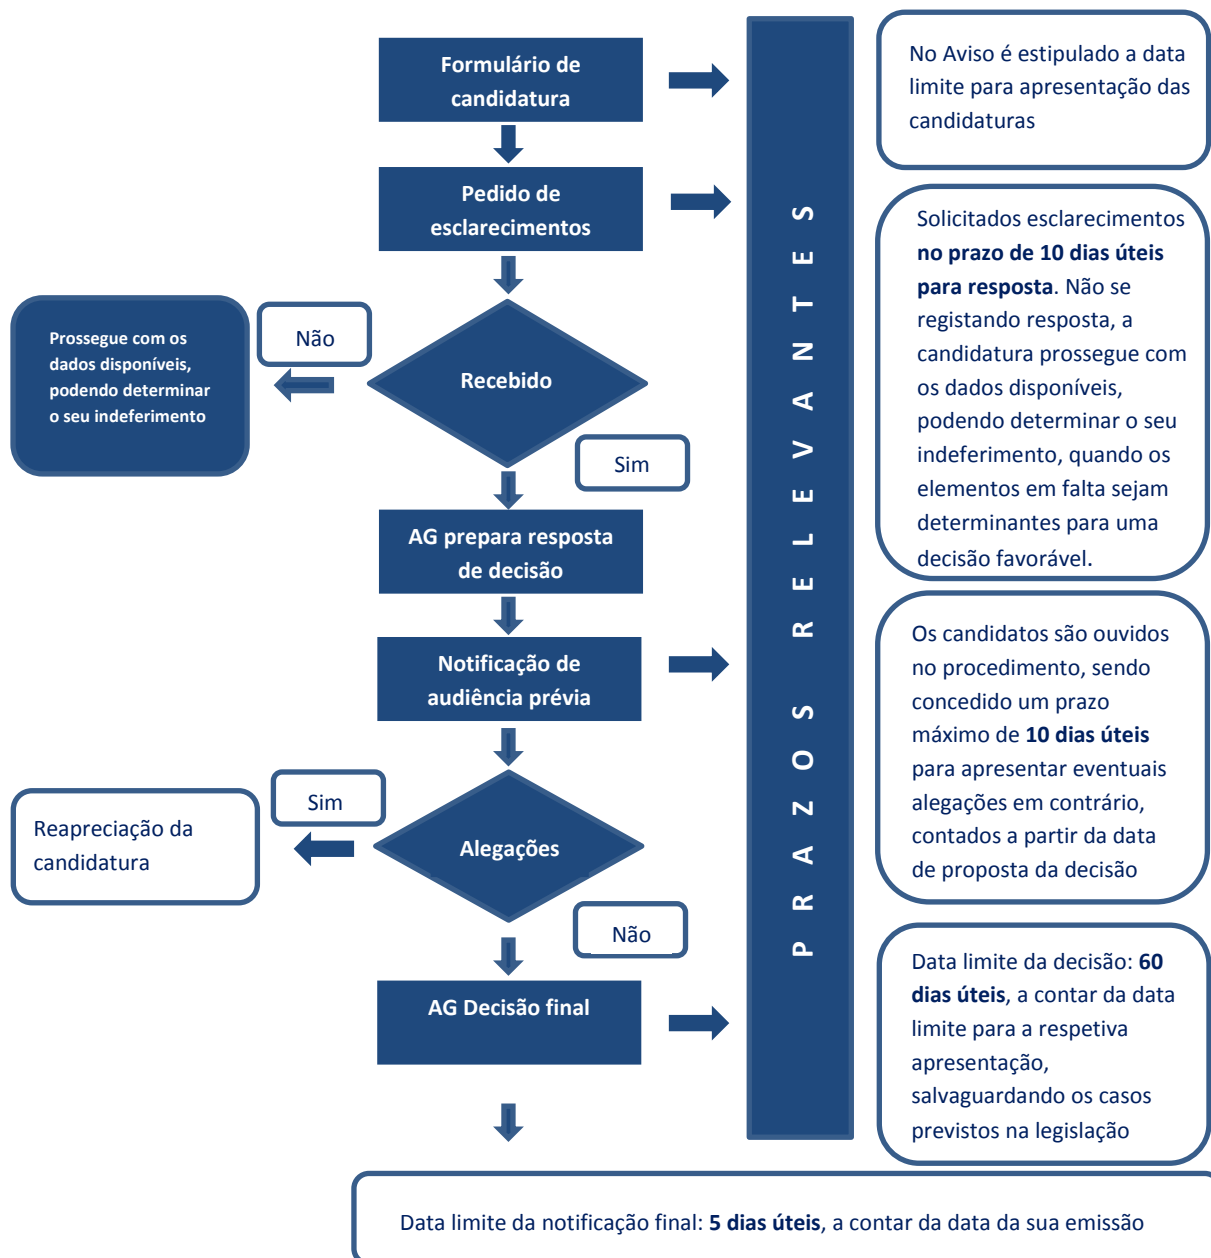 Formulário de
candidatura
No Aviso é estipulado a data
limite para apresentação das
candidaturas
Pedido de
esclarecimentos
Solicitados esclarecimentos
no prazo de 10 dias úteis
para resposta. Não se
registando resposta, a
candidatura prossegue com
os dados disponíveis,
podendo determinar o seu
indeferimento, quando os
elementos em falta sejam
determinantes para uma
decisão favorável.
Recebido
Não
Prossegue com os
dados disponíveis,
podendo determinar
o seu indeferimento
Sim
AG prepara resposta
de decisão
Notificação de
audiência prévia
Os candidatos são ouvidos
no procedimento, sendo
concedido um prazo
máximo de 10 dias úteis
para apresentar eventuais
alegações em contrário,
contados a partir da data
de proposta da decisão
Alegações
Sim
Reapreciação da
candidatura
Não
AG Decisão final
Data limite da decisão: 60
dias úteis, a contar da data
limite para a respetiva
apresentação,
salvaguardando os casos
previstos na legislação
PRAZOS RELEVANTES
Data limite da notificação final: 5 dias úteis, a contar da data da sua emissão